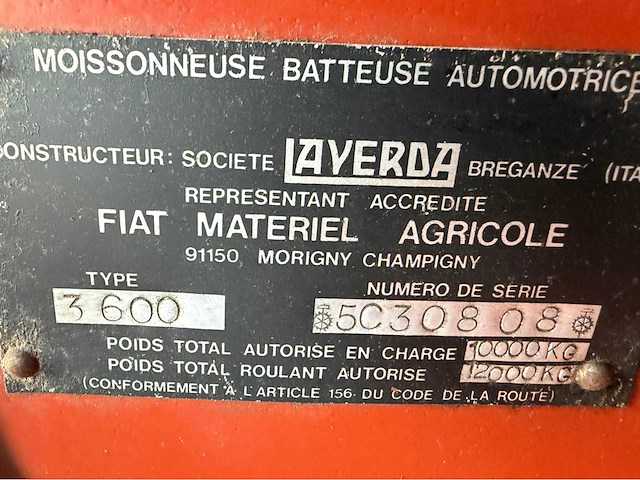 MOISSONNEUSE BATTEUSE AUTOMOTRICE
CONSTRUCTEUR: SOCIETE LAVERDA BREGANZE (ITA
REPRESENTANT ACCREDITE
FIAT MATERIEL AGRICOLE
91150 MORIGNY CHAMPIGNY
TYPE NUMERO DE SERIE
3600 5C30808
POIDS TOTAL AUTORISE EN CHARGE 10000KG
POIDS TOTAL ROULANT AUTORISE 12000KG
(CONFORMEMENT A L'ARTICLE 156 DU CODE DE LA ROUTE)